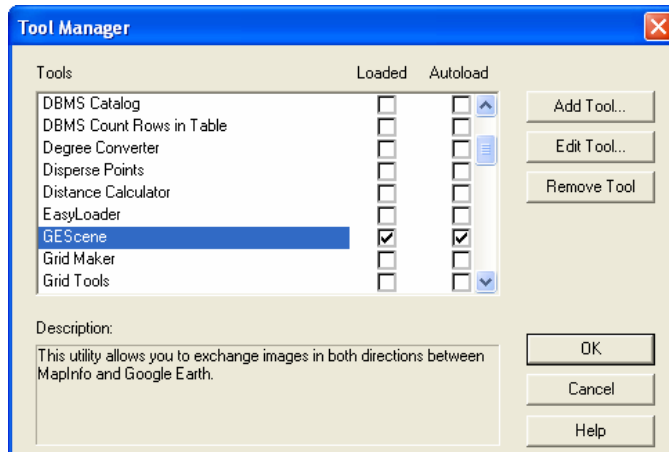 Tool Manager
Tools Loaded Autoload
DBMS Catalog
DBMS Count Rows in Table
Degree Converter
Disperse Points
Distance Calculator
EasyLoader
GEScene
Grid Maker
Grid Tools
Add Tool...
Edit Tool...
Remove Tool
Description:
This utility allows you to exchange images in both directions between
MapInfo and Google Earth.
OK
Cancel
Help